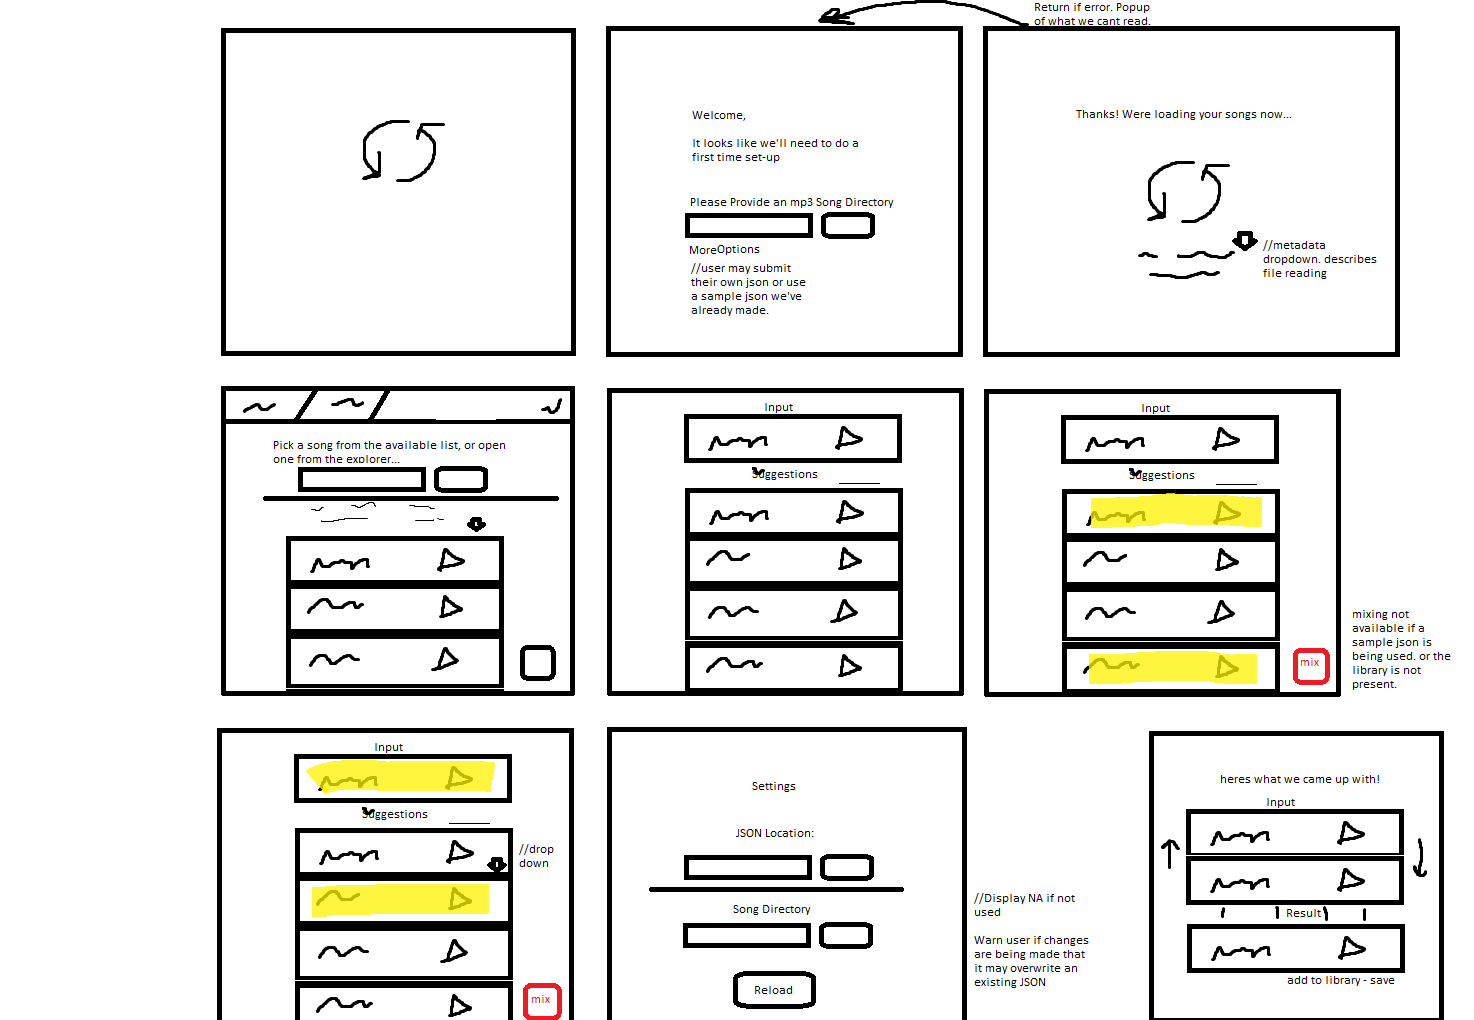 Return if error. Popup
of what we cant read.
Welcome,
It looks like we'll need to do a
first time set-up
Please Provide an mp3 Song Directory
MoreOptions
//user may submit
their own json or use
a sample json we've
already made.
Thanks! Were loading your songs now...
//metadata
dropdown. describes
file reading
Pick a song from the available list, or open
one from the explorer...
Input
Suggestions
Input
Suggestions
mix
mixing not
available if a
sample json is
being used. or the
library is not
present.
Input
Suggestions
//drop
down
mix
Settings
JSON Location:
Song Directory
Reload
//Display NA if not
used
Warn user if changes
are being made that
it may overwrite an
existing JSON
heres what we came up with!
Input
Result
add to library - save